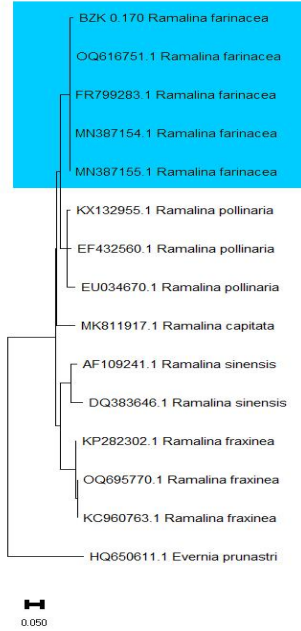 BZK 0.170 Ramalina farinacea
OQ616751.1 Ramalina farinacea
FR799283.1 Ramalina farinacea
MN387154.1 Ramalina farinacea
MN387155.1 Ramalina farinacea
KX132955.1 Ramalina pollinaria
EF432560.1 Ramalina pollinaria
EU034670.1 Ramalina pollinaria
MK811917.1 Ramalina capitata
AF109241.1 Ramalina sinensis
DQ383646.1 Ramalina sinensis
KP282302.1 Ramalina fraxinea
OQ695770.1 Ramalina fraxinea
KC960763.1 Ramalina fraxinea
HQ650611.1 Evernia prunastri
0.050